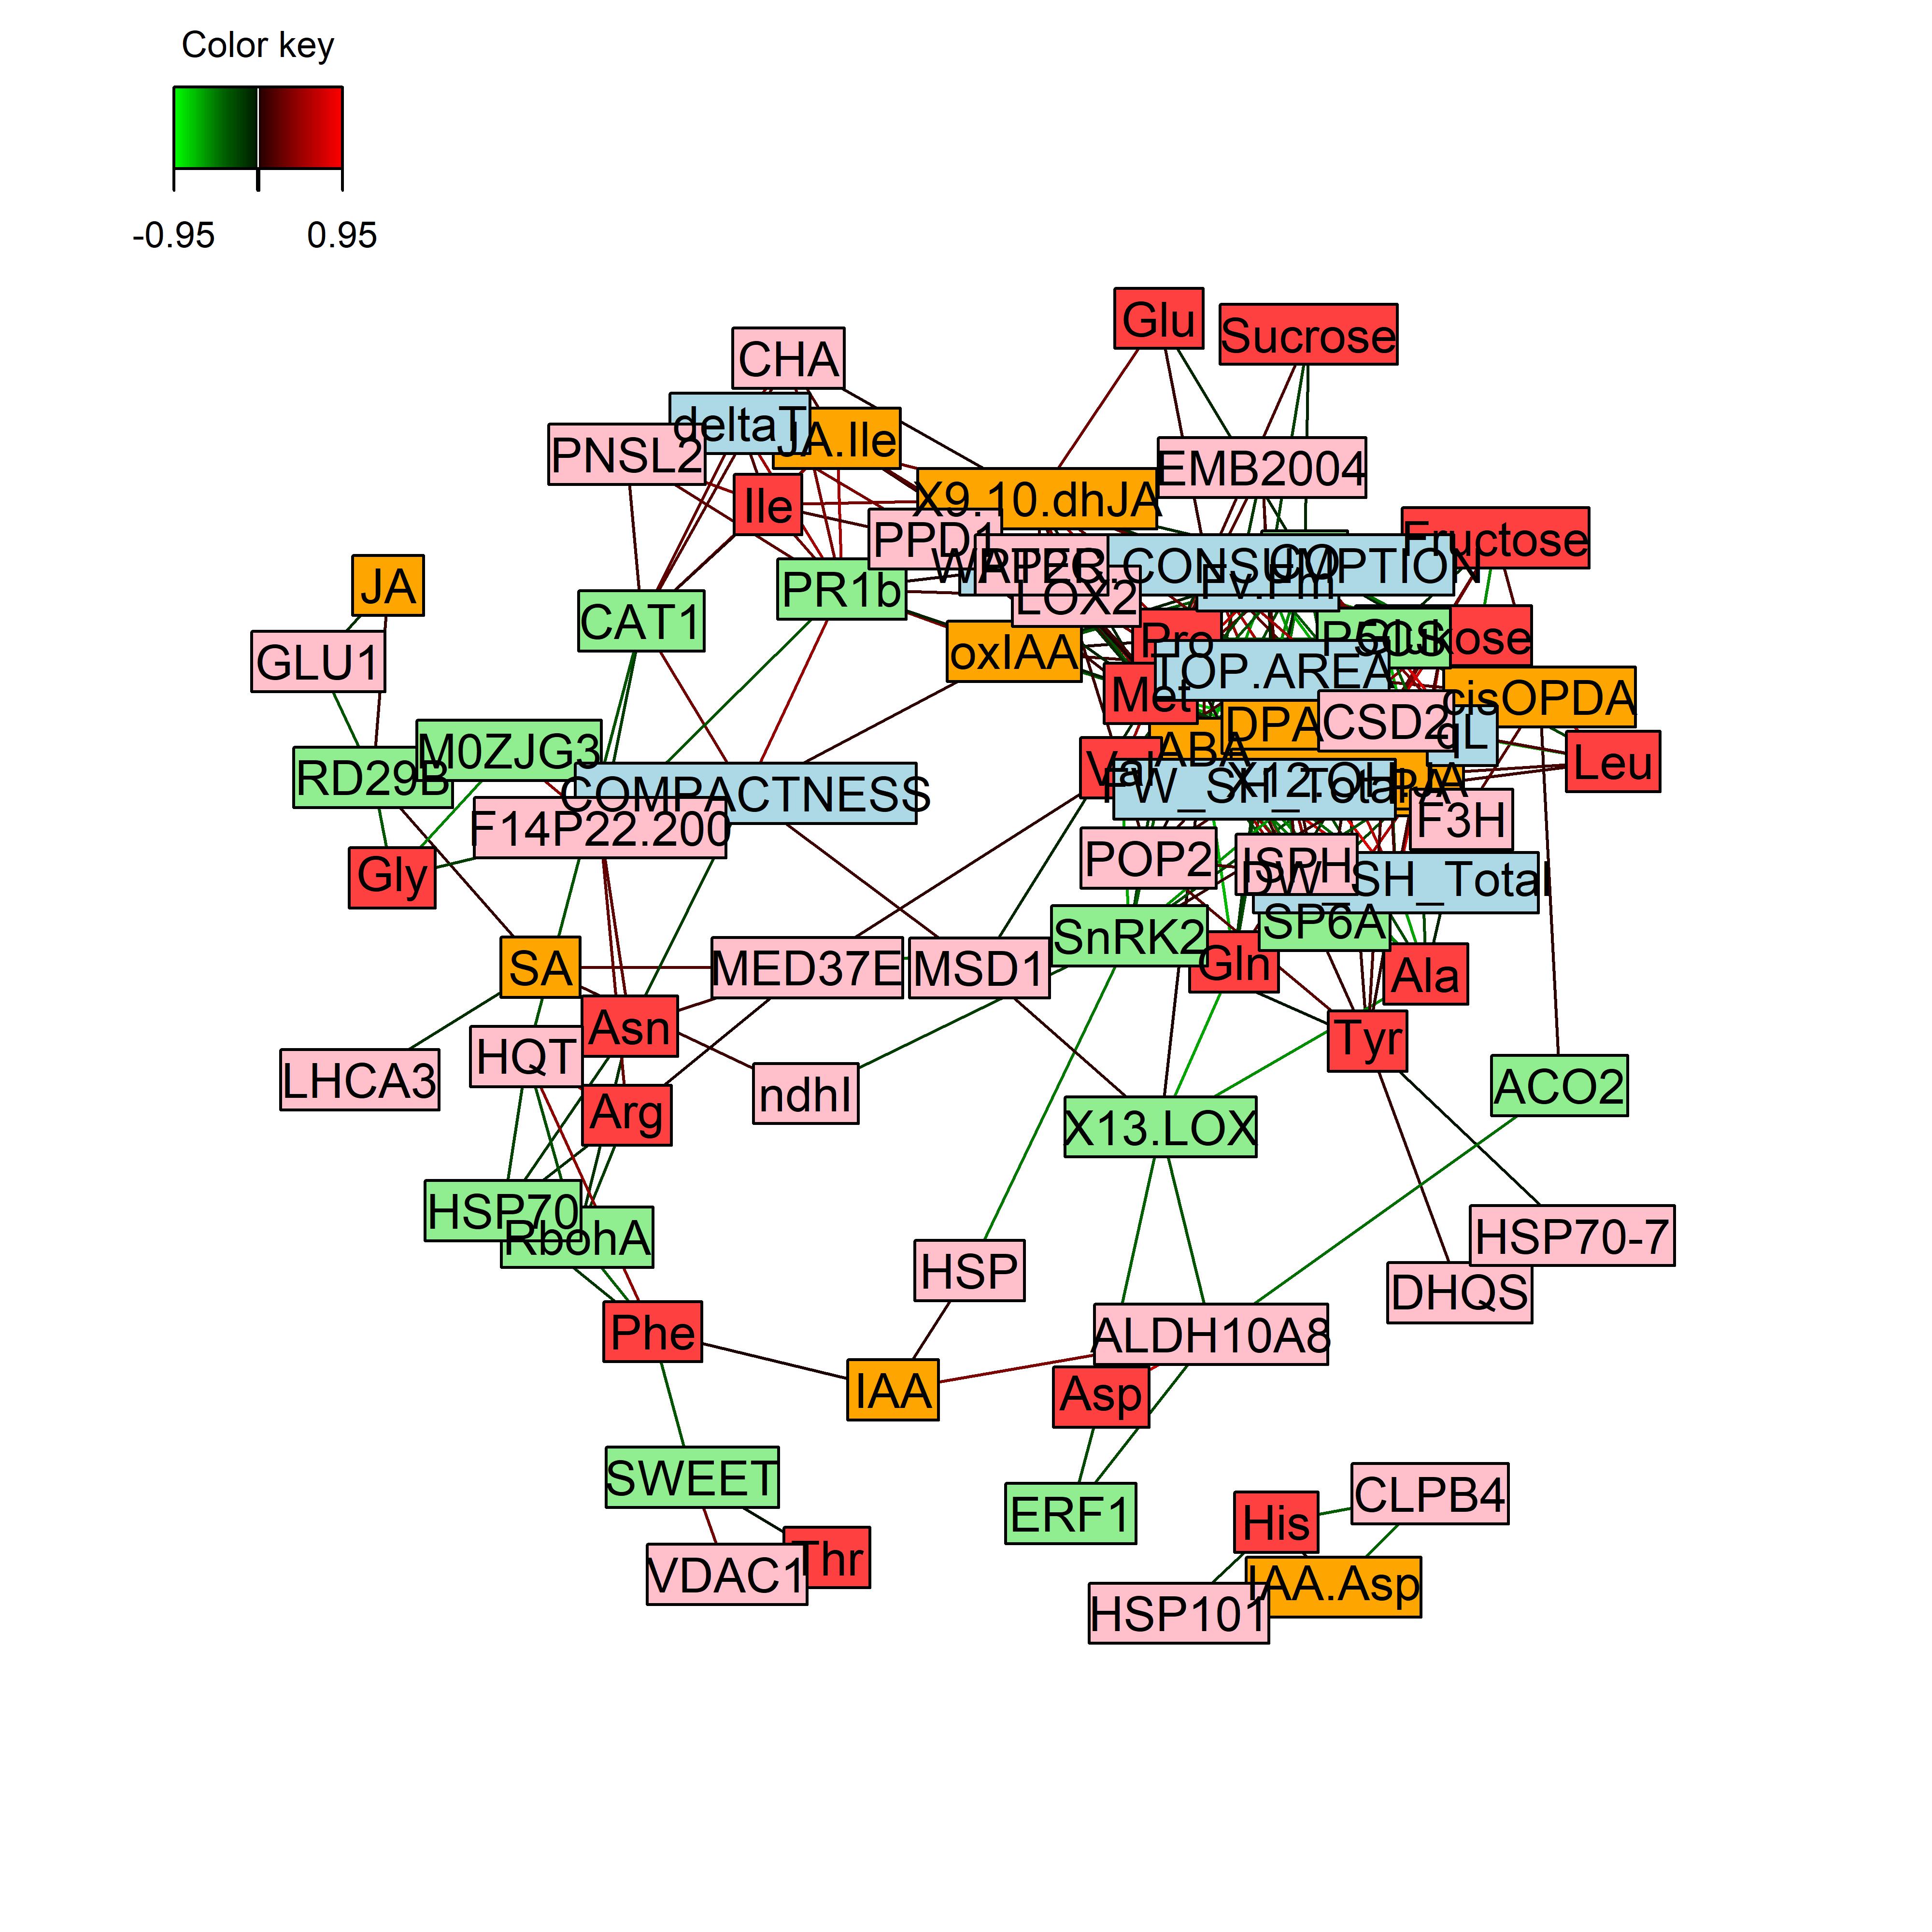 Color key
-0.95
0.95
Glu
Sucrose
CHA
deltaT
JA.Ile
PNSL2
EMB2004
Ile
X9.10.dhJA
PPD1
Fructose
WATER.CONSUMPTION
CO
Fv.Fm
JA
PR1b
LOX2
CAT1
GLU1
oxIAA
Pro
P5CS
TOP.AREA
Met
cisOPDA
M0ZJG3
RD29B
DPA
CSD2
qL
ABA
Val
Leu
COMPACTNESS
FW_SH_Total
F14P22.200
F3H
POP2
ISPH
Gly
DW_SH_Total
SnRK2
SP6A
SA
MED37E
MSD1
Gln
Ala
Asn
Tyr
HQT
LHCA3
ndhI
ACO2
Arg
X13.LOX
HSP70
RbohA
HSP70-7
HSP
DHQS
Phe
ALDH10A8
IAA
Asp
SWEET
CLPB4
ERF1
His
Thr
VDAC1
IAA.Asp
HSP101